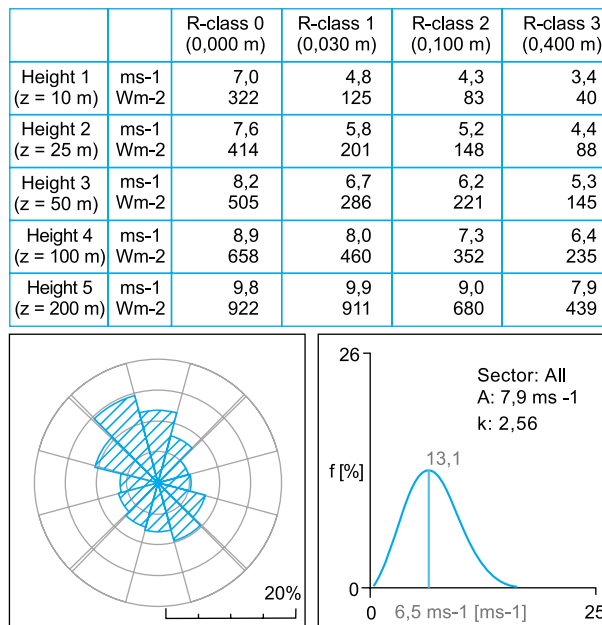 R-class 0 R-class 1 R-class 2 R-class 3
(0,000 m) (0,030 m) (0,100 m) (0,400 m)
Height 1 ms-1 7,0 4,8 4,3 3,4
(z = 10 m) Wm-2 322 125 83 40
Height 2 ms-1 7,6 5,8 5,2 4,4
(z = 25 m) Wm-2 414 201 148 88
Height 3 ms-1 8,2 6,7 6,2 5,3
(z = 50 m) Wm-2 505 286 221 145
Height 4 ms-1 8,9 8,0 7,3 6,4
(z = 100 m) Wm-2 658 460 352 235
Height 5 ms-1 9,8 9,9 9,0 7,9
(z = 200 m) Wm-2 922 911 680 439
20%
26
Sector: All
A: 7,9 ms -1
k: 2,56
13,1
f [%]
0
0 25
6,5 ms-1 [ms-1]